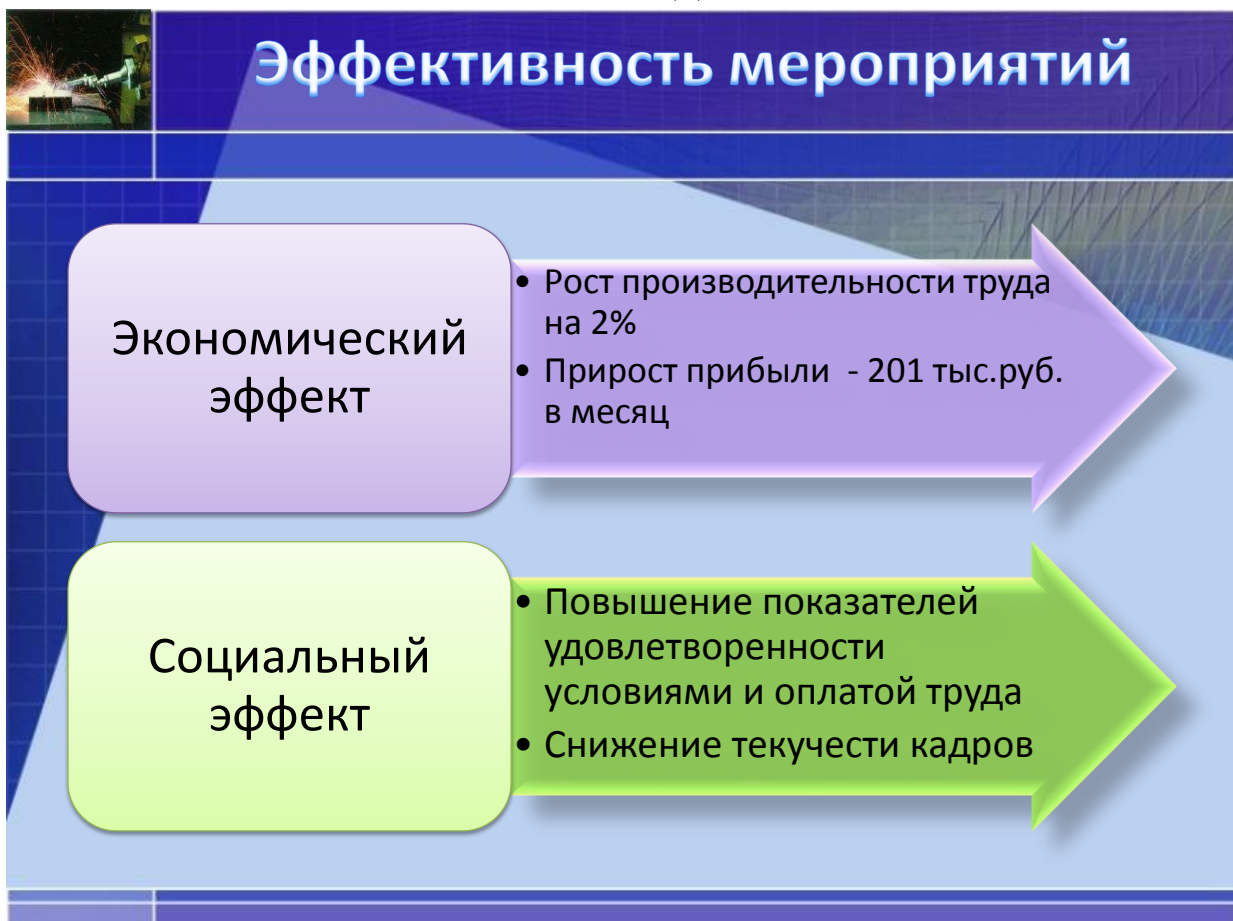 Эффективность мероприятий
Экономический
эффект
• Рост производительности труда
на 2%
• Прирост прибыли  - 201 тыс.руб.
в месяц
Социальный
эффект
• Повышение показателей
удовлетворенности
условиями и оплатой труда
• Снижение текучести кадров